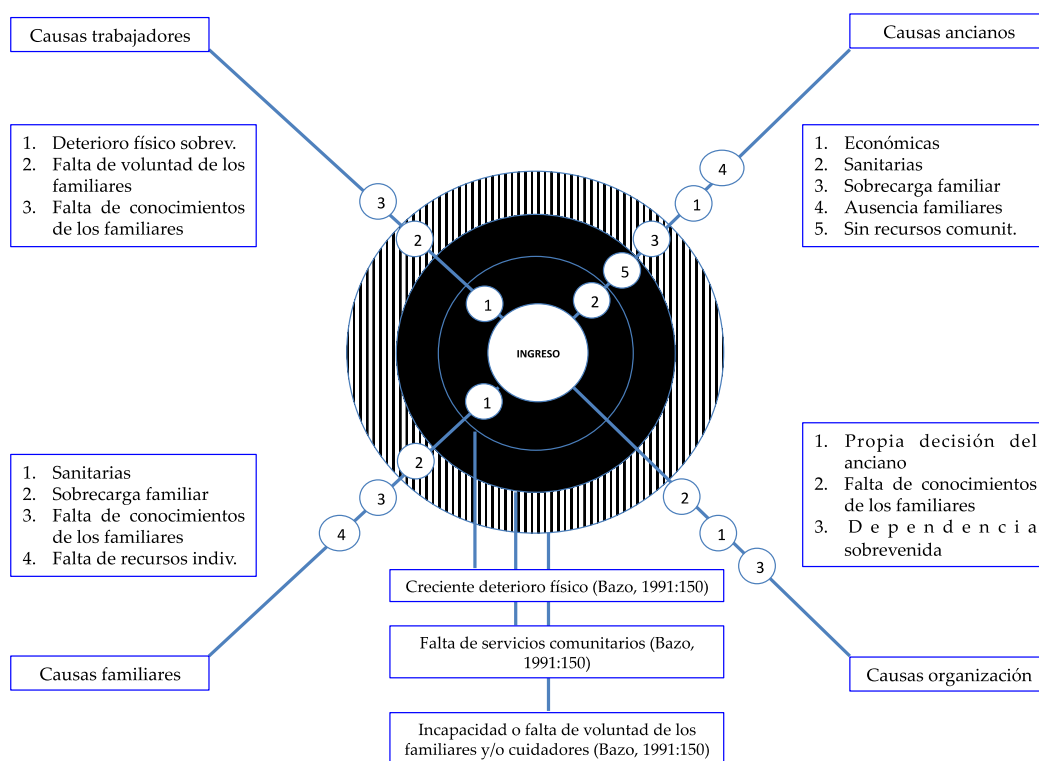 Causas trabajadores
Causas ancianos
1. Deterioro físico sobrev.
2. Falta de voluntad de los
familiares
3. Falta de conocimientos
de los familiares
1. Económicas
2. Sanitarias
3. Sobrecarga familiar
4. Ausencia familiares
5. Sin recursos comunit.
4
3
1
2
3
5
1
2
INGRESO
1
2
3
4
2
1
3
1. Sanitarias
2. Sobrecarga familiar
3. Falta de conocimientos
de los familiares
4. Falta de recursos indiv.
1. Propia decisión del
anciano
2. Falta de conocimientos
de los familiares
3. Dependencia
sobrevenida
Creciente deterioro físico (Bazo, 1991:150)
Falta de servicios comunitarios (Bazo,
1991:150)
Causas familiares
Causas organización
Incapacidad o falta de voluntad de los
familiares y/o cuidadores (Bazo, 1991:150)